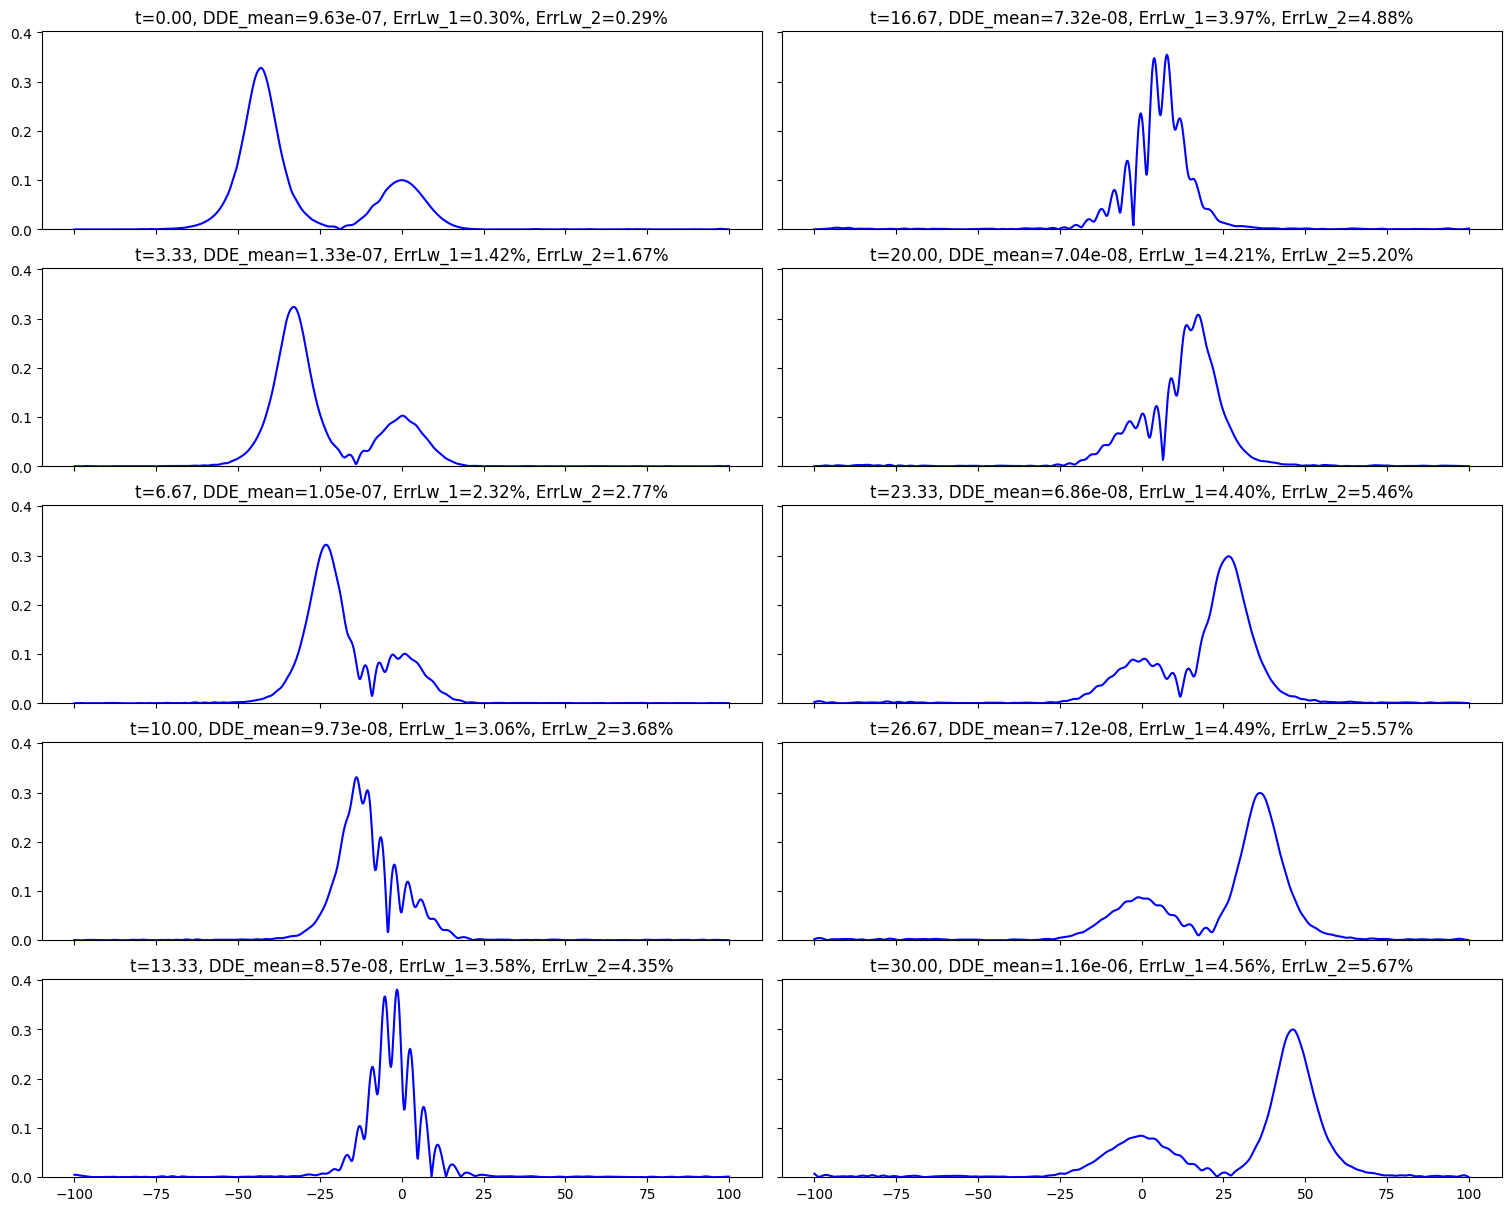 t=0.00, DDE_mean=9.63e-07, ErrLw_1=0.30%, ErrLw_2=0.29%
0.4
0.3
0.2
0.1
0.0
t=3.33, DDE_mean=1.33e-07, ErrLw_1=1.42%, ErrLw_2=1.67%
0.4
0.3
0.2
0.1
0.0
t=6.67, DDE_mean=1.05e-07, ErrLw_1=2.32%, ErrLw_2=2.77%
0.4
0.3
0.2
0.1
0.0
t=10.00, DDE_mean=9.73e-08, ErrLw_1=3.06%, ErrLw_2=3.68%
0.4
0.3
0.2
0.1
0.0
t=13.33, DDE_mean=8.57e-08, ErrLw_1=3.58%, ErrLw_2=4.35%
0.4
0.3
0.2
0.1
0.0
−100 −75 −50 −25 0 25 50 75 100
t=16.67, DDE_mean=7.32e-08, ErrLw_1=3.97%, ErrLw_2=4.88%
t=20.00, DDE_mean=7.04e-08, ErrLw_1=4.21%, ErrLw_2=5.20%
t=23.33, DDE_mean=6.86e-08, ErrLw_1=4.40%, ErrLw_2=5.46%
t=26.67, DDE_mean=7.12e-08, ErrLw_1=4.49%, ErrLw_2=5.57%
t=30.00, DDE_mean=1.16e-06, ErrLw_1=4.56%, ErrLw_2=5.67%
−100 −75 −50 −25 0 25 50 75 100